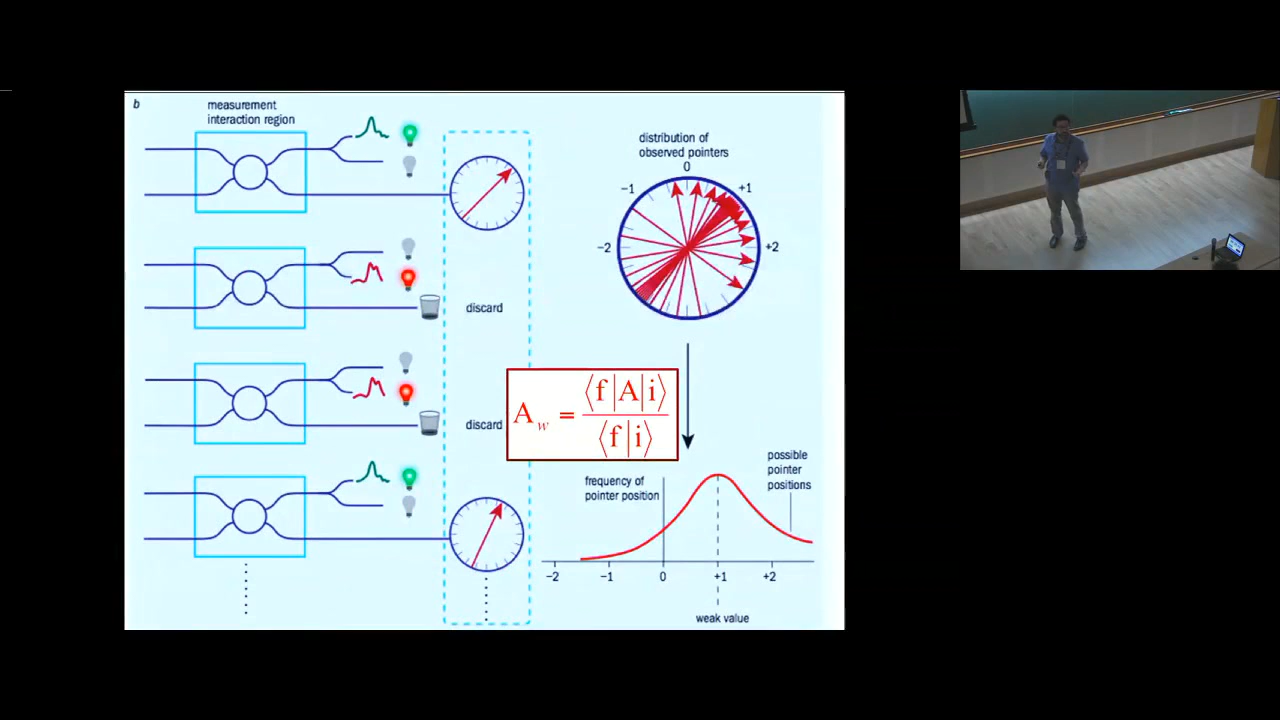 b
measurement
interaction region
distribution of
observed pointers
0
−1
+1
−2
+2
discard
discard
A_w = ⟨f|A|i⟩ / ⟨f|i⟩
frequency of
pointer position
possible
pointer
positions
−2 −1 0 +1 +2
weak value